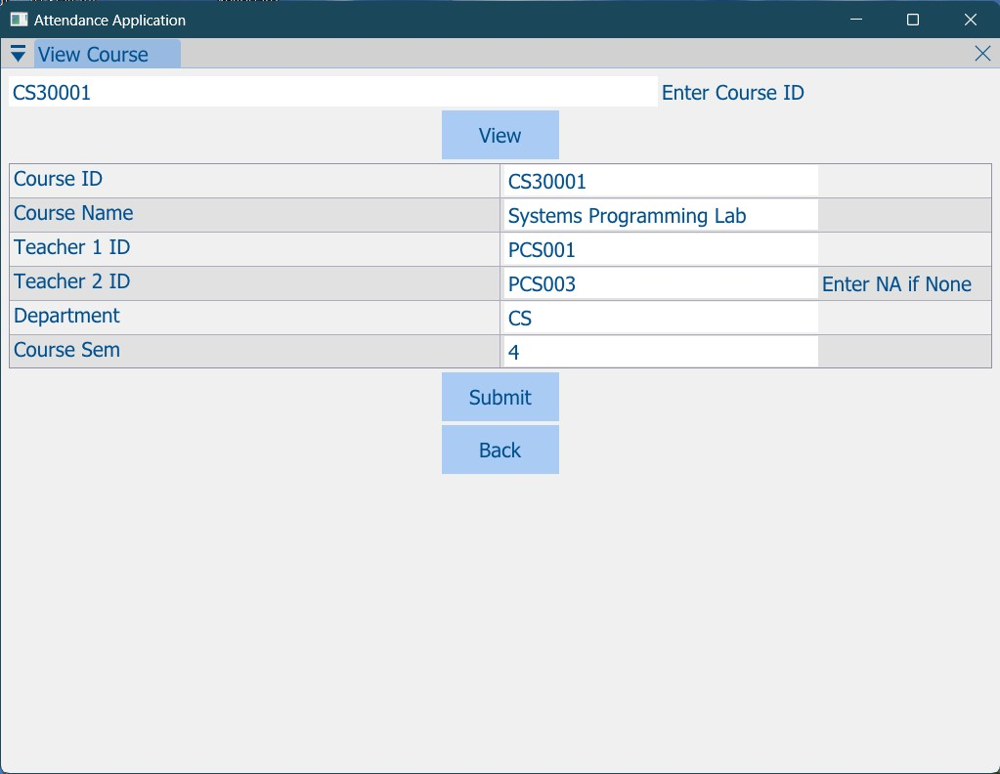 Attendance Application
View Course
CS30001 Enter Course ID
View
Course ID CS30001
Course Name Systems Programming Lab
Teacher 1 ID PCS001
Teacher 2 ID PCS003 Enter NA if None
Department CS
Course Sem 4
Submit
Back